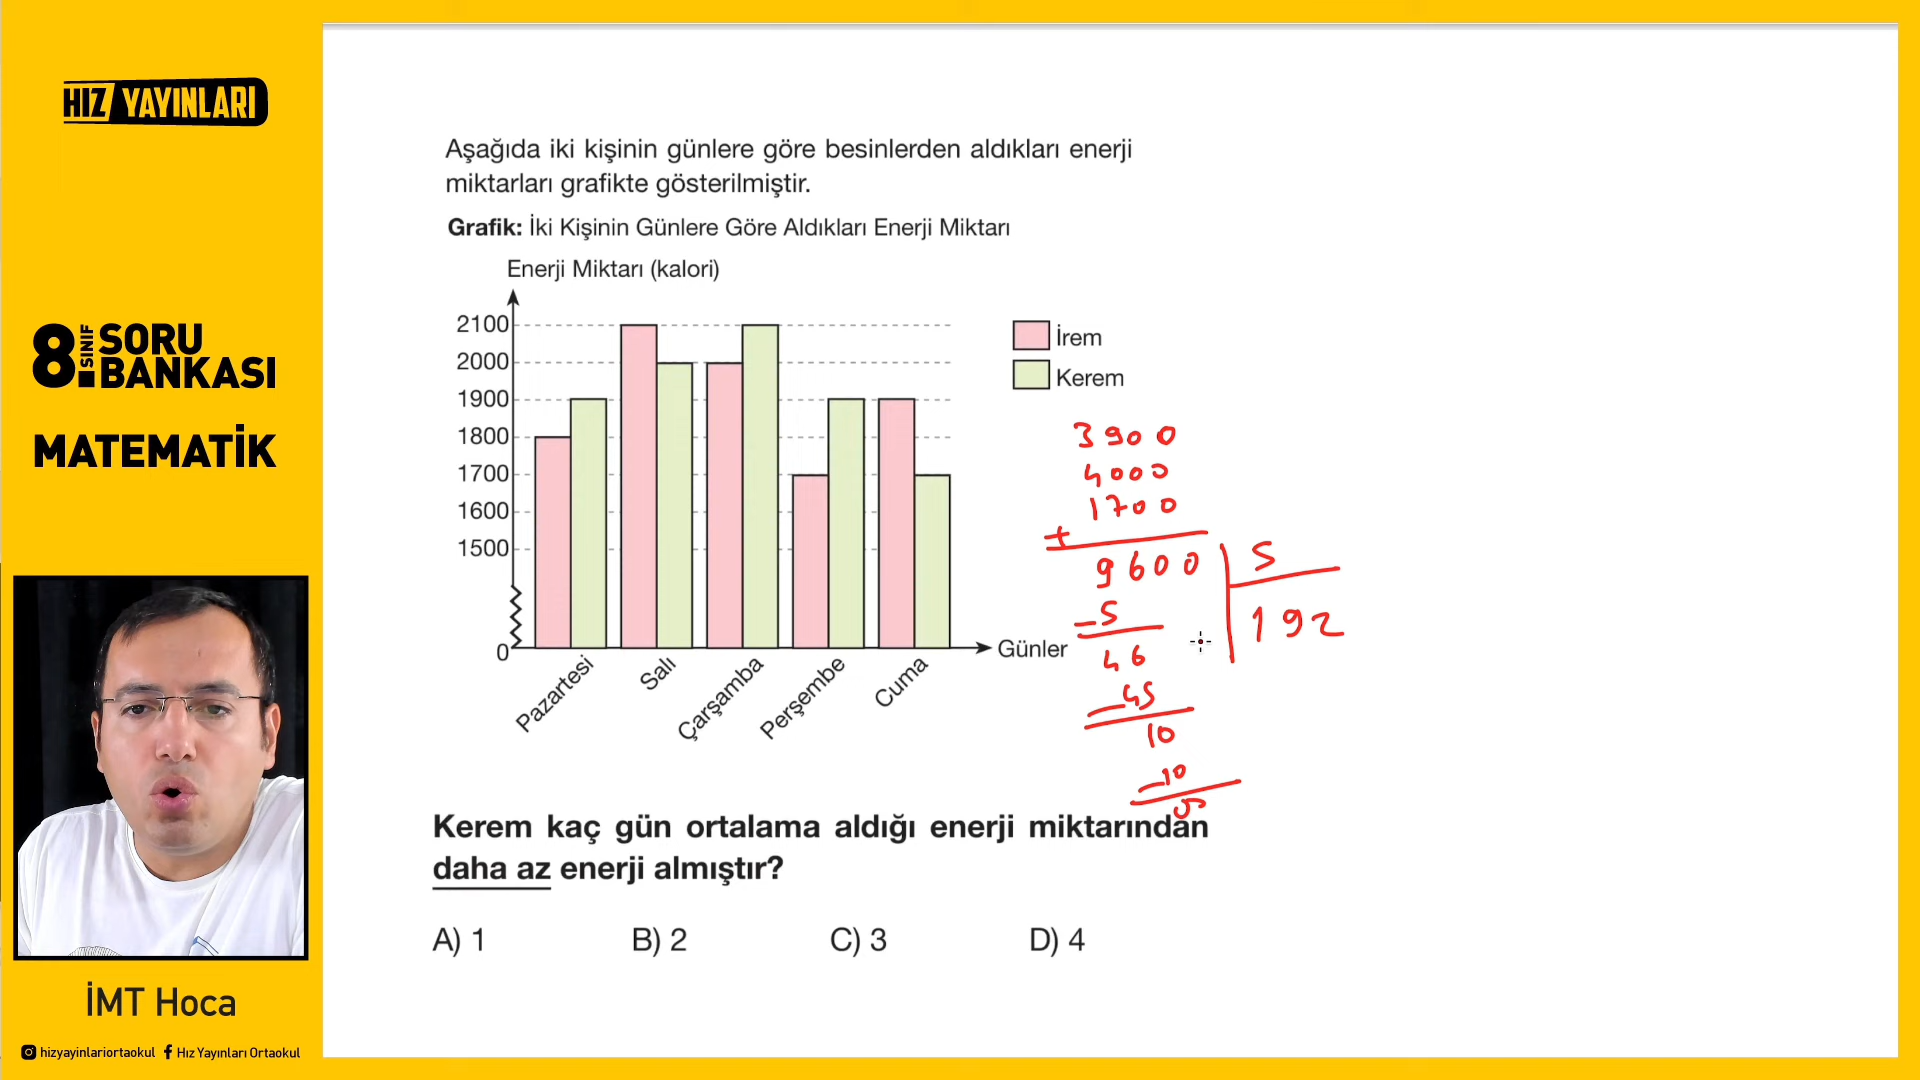 HIZ YAYINLARI
8. SINIF
SORU
BANKASI
MATEMATİK
İMT Hoca
hizyayinlariortaokul Hız Yayınları Ortaokul
Aşağıda iki kişinin günlere göre besinlerden aldıkları enerji
miktarları grafikte gösterilmiştir.
Grafik: İki Kişinin Günlere Göre Aldıkları Enerji Miktarı
Enerji Miktarı (kalori)
2100
2000
1900
1800
1700
1600
1500
0
Günler
Pazartesi
Salı
Çarşamba
Perşembe
Cuma
İrem
Kerem
3900
4000
1700
+
9600 5
192
-5
46
-45
10
-10
0
Kerem kaç gün ortalama aldığı enerji miktarından
daha az enerji almıştır?
A) 1 B) 2 C) 3 D) 4